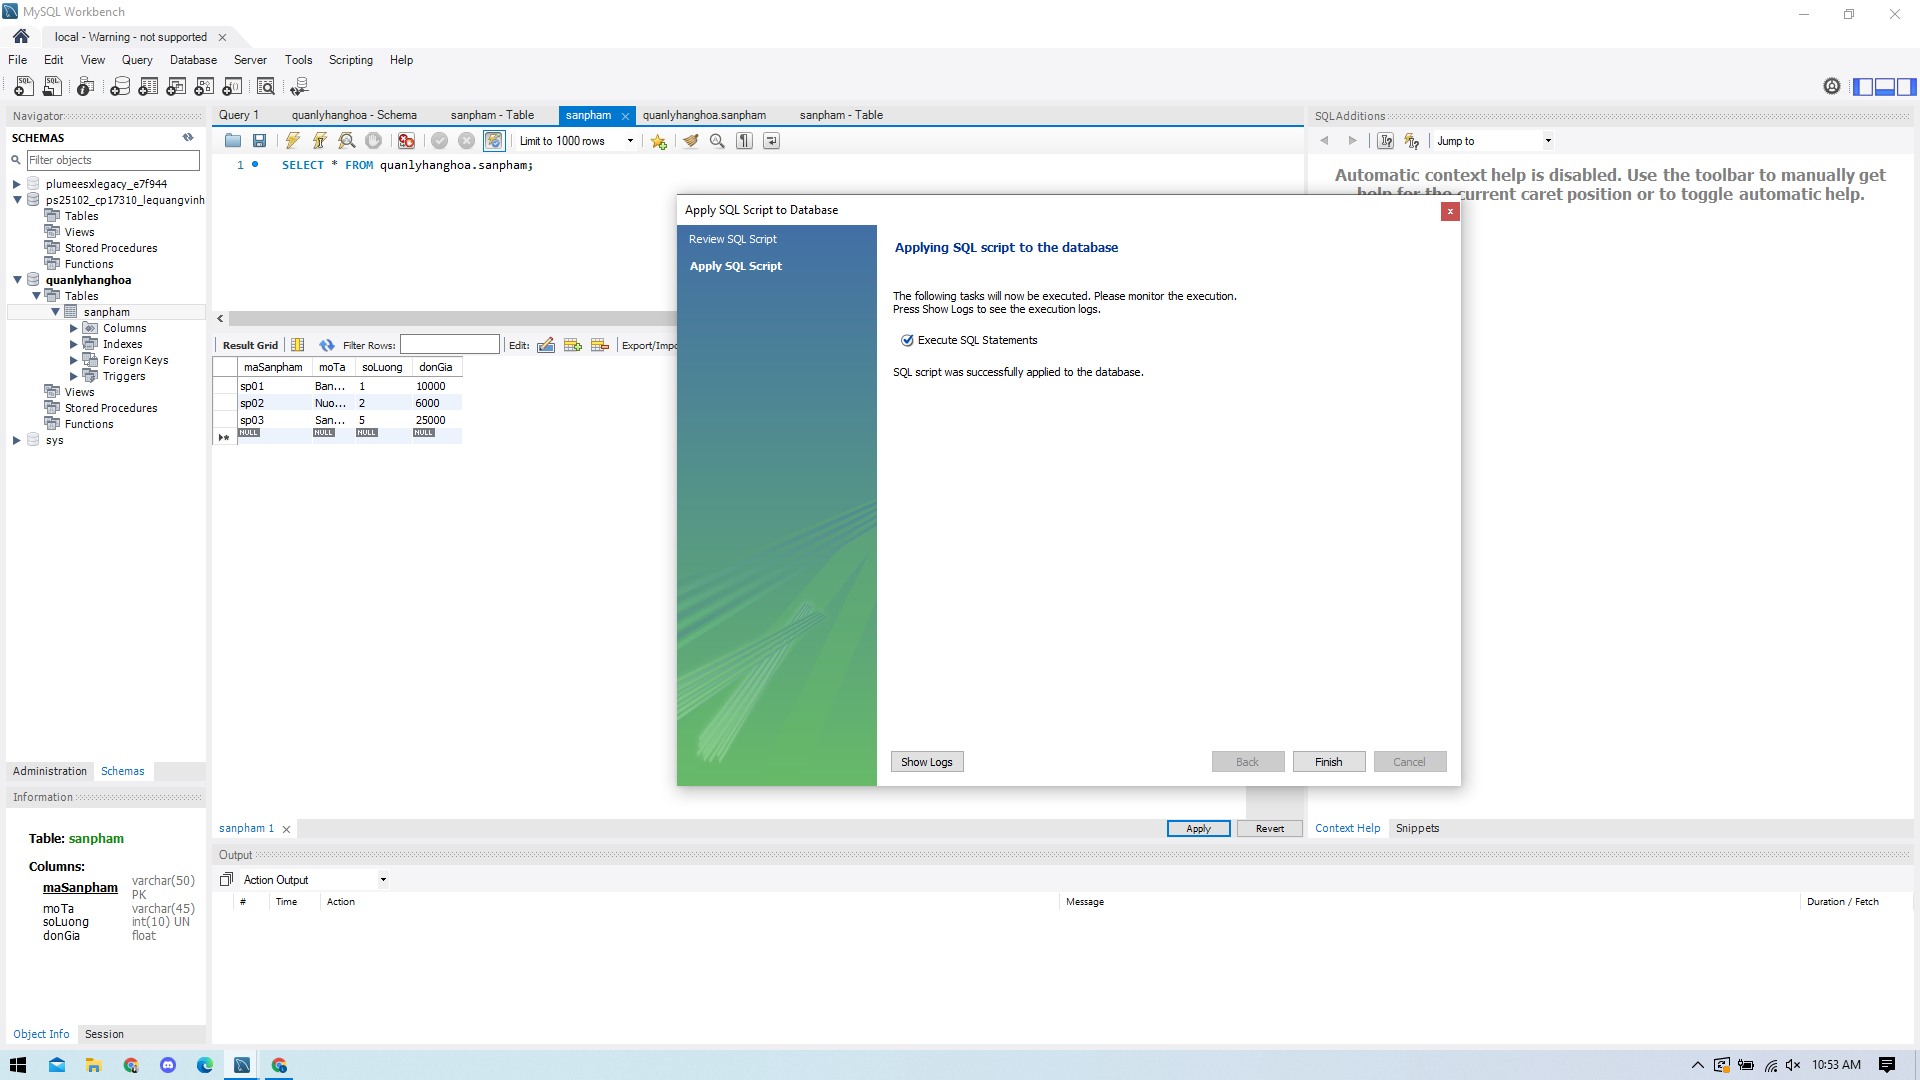 MySQL Workbench
local - Warning - not supported
File Edit View Query Database Server Tools Scripting Help
Navigator
SCHEMAS
Filter objects
plumeesxlegacy_e7f944
ps25102_cp17310_lequangvinh
Tables
Views
Stored Procedures
Functions
quanlyhanghoa
Tables
sanpham
Columns
Indexes
Foreign Keys
Triggers
Views
Stored Procedures
Functions
sys
Administration Schemas
Information
Table: sanpham
Columns:
maSanpham varchar(50) PK
moTa varchar(45)
soLuong int(10) UN
donGia float
Object Info Session
Query 1 quanlyhanghoa - Schema sanpham - Table sanpham quanlyhanghoa.sanpham sanpham - Table
Limit to 1000 rows
1 SELECT * FROM quanlyhanghoa.sanpham;
Result Grid Filter Rows: Edit: Export/Impo
maSanpham moTa soLuong donGia
sp01 Ban... 1 10000
sp02 Nuo... 2 6000
sp03 San... 5 25000
NULL NULL NULL NULL
sanpham 1
Apply Revert
Apply SQL Script to Database
x
Review SQL Script
Apply SQL Script
Applying SQL script to the database
The following tasks will now be executed. Please monitor the execution.
Press Show Logs to see the execution logs.
Execute SQL Statements
SQL script was successfully applied to the database.
Show Logs Back Finish Cancel
SQLAdditions
Jump to
Automatic context help is disabled. Use the toolbar to manually get
help for the current caret position or to toggle automatic help.
Context Help Snippets
Output
Action Output
# Time Action Message Duration / Fetch
10:53 AM